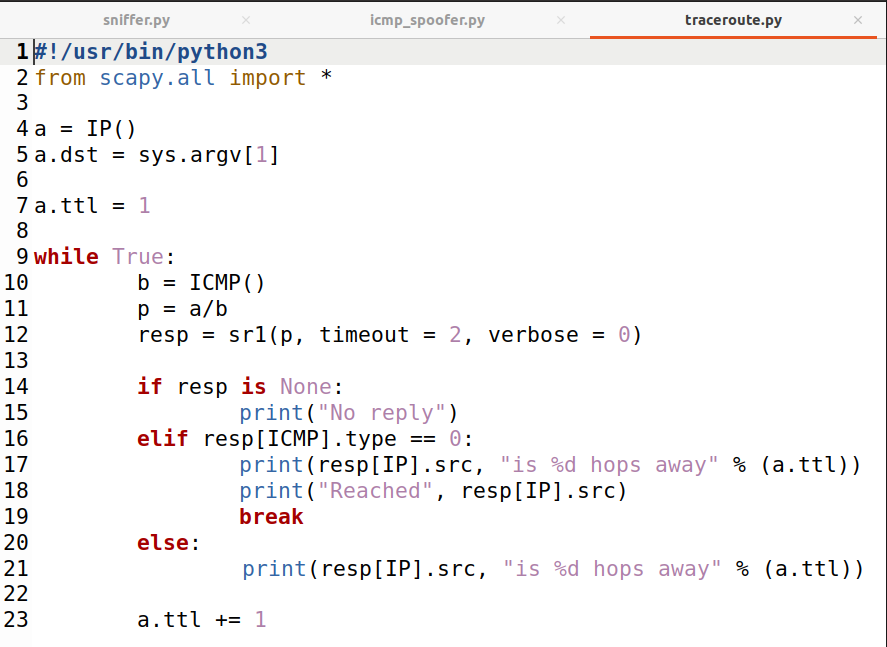 sniffer.py × icmp_spoofer.py × traceroute.py ×
1 #!/usr/bin/python3
2 from scapy.all import *
3
4 a = IP()
5 a.dst = sys.argv[1]
6
7 a.ttl = 1
8
9 while True:
10         b = ICMP()
11         p = a/b
12         resp = sr1(p, timeout = 2, verbose = 0)
13
14         if resp is None:
15                 print("No reply")
16         elif resp[ICMP].type == 0:
17                 print(resp[IP].src, "is %d hops away" % (a.ttl))
18                 print("Reached", resp[IP].src)
19                 break
20         else:
21                 print(resp[IP].src, "is %d hops away" % (a.ttl))
22
23         a.ttl += 1